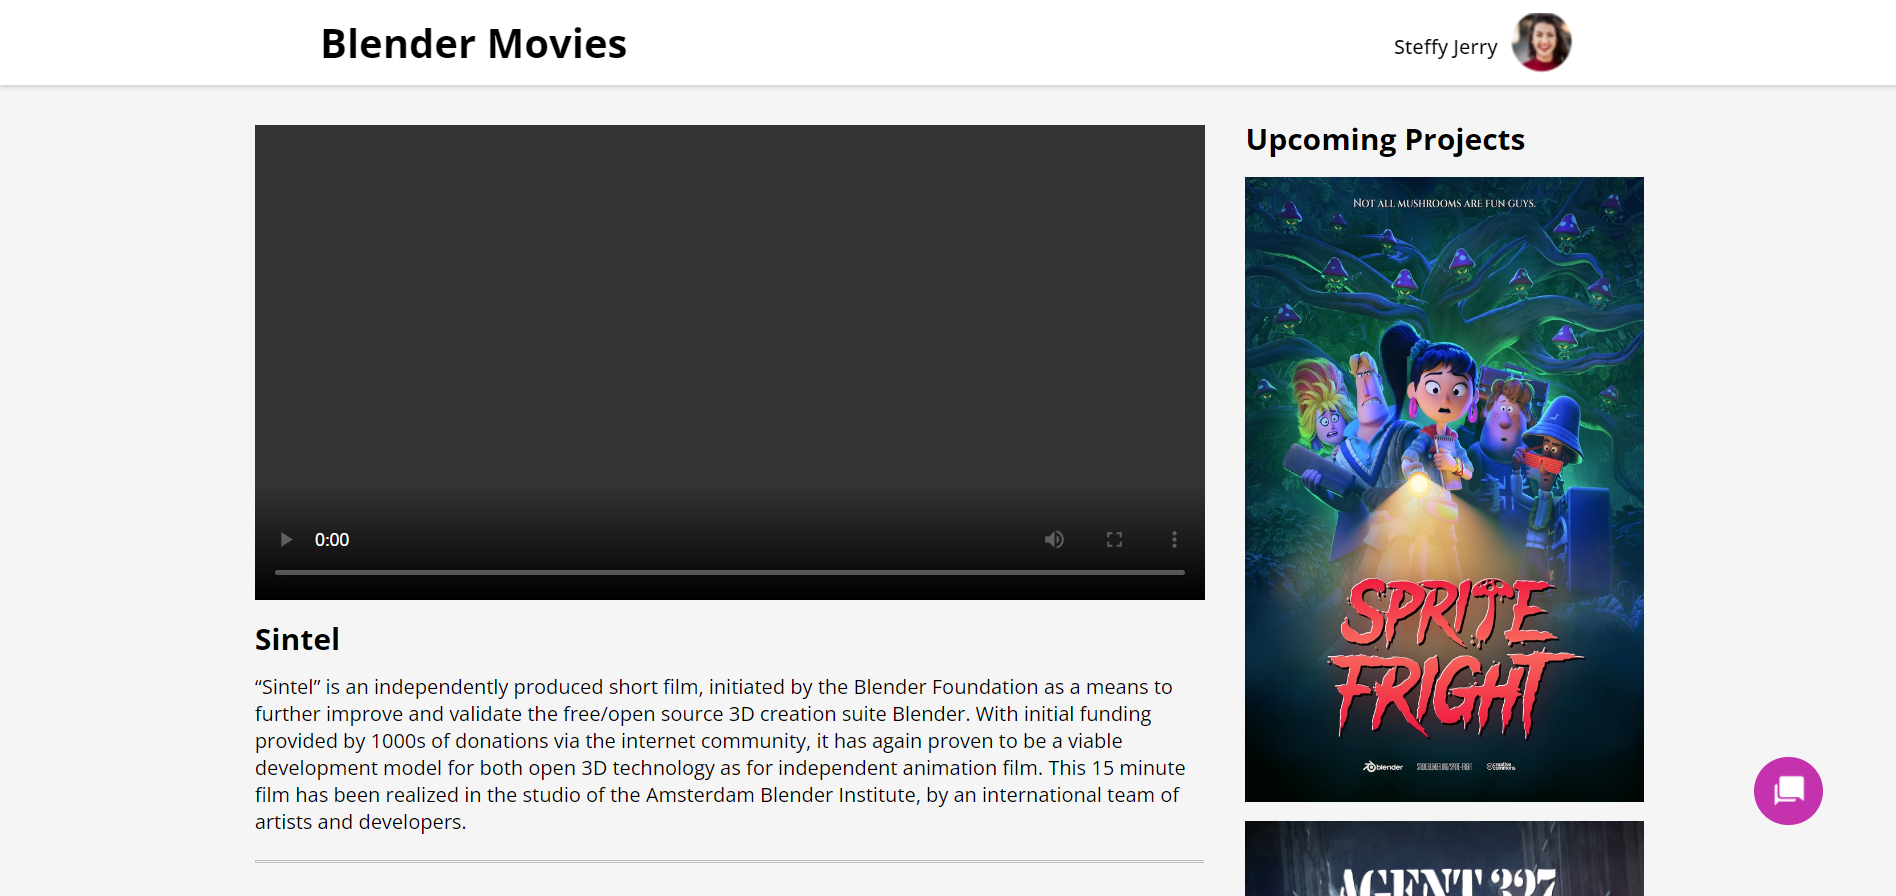 Blender Movies
Steffy Jerry
0:00
Sintel
“Sintel” is an independently produced short film, initiated by the Blender Foundation as a means to
further improve and validate the free/open source 3D creation suite Blender. With initial funding
provided by 1000s of donations via the internet community, it has again proven to be a viable
development model for both open 3D technology as for independent animation film. This 15 minute
film has been realized in the studio of the Amsterdam Blender Institute, by an international team of
artists and developers.
Upcoming Projects
NOT ALL MUSHROOMS ARE FUN GUYS.
SPRITE
FRIGHT
blender
creative commons
AGENT 327